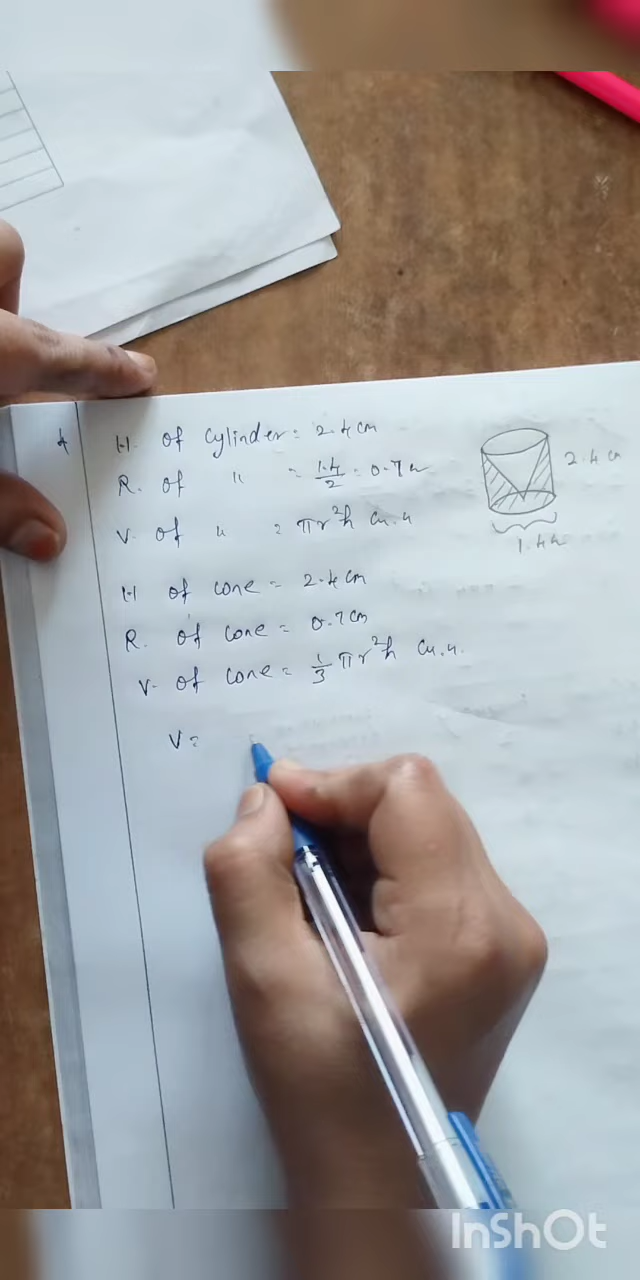 4
H. of Cylinder = 2.4 cm
R. of " = 1.4/2 = 0.7 cm
V. of " = πr²h cu.u
2.4 cm
1.4 cm
H of cone = 2.4 cm
R. of cone = 0.7 cm
V. of cone = 1/3 πr²h cu.u.
V =
InShOt